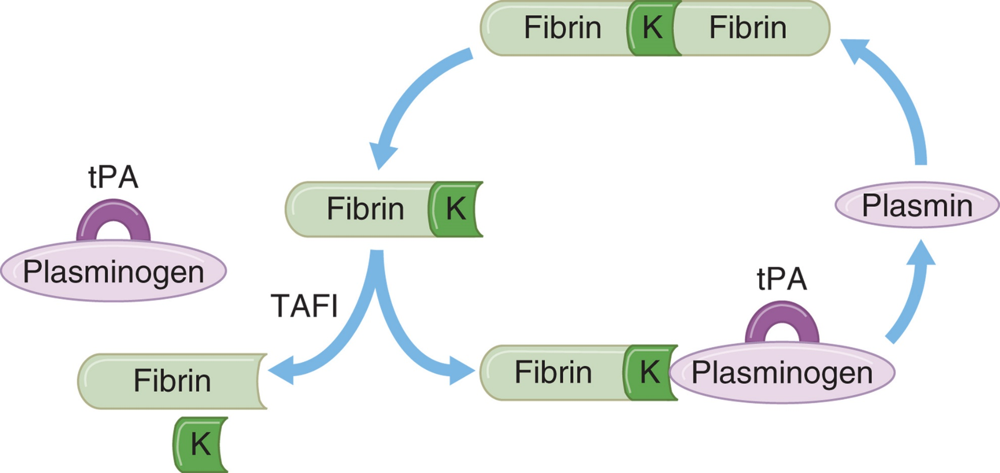 Fibrin K Fibrin
tPA
Plasminogen
Fibrin K
Plasmin
TAFI
tPA
Fibrin K Plasminogen
Fibrin
K